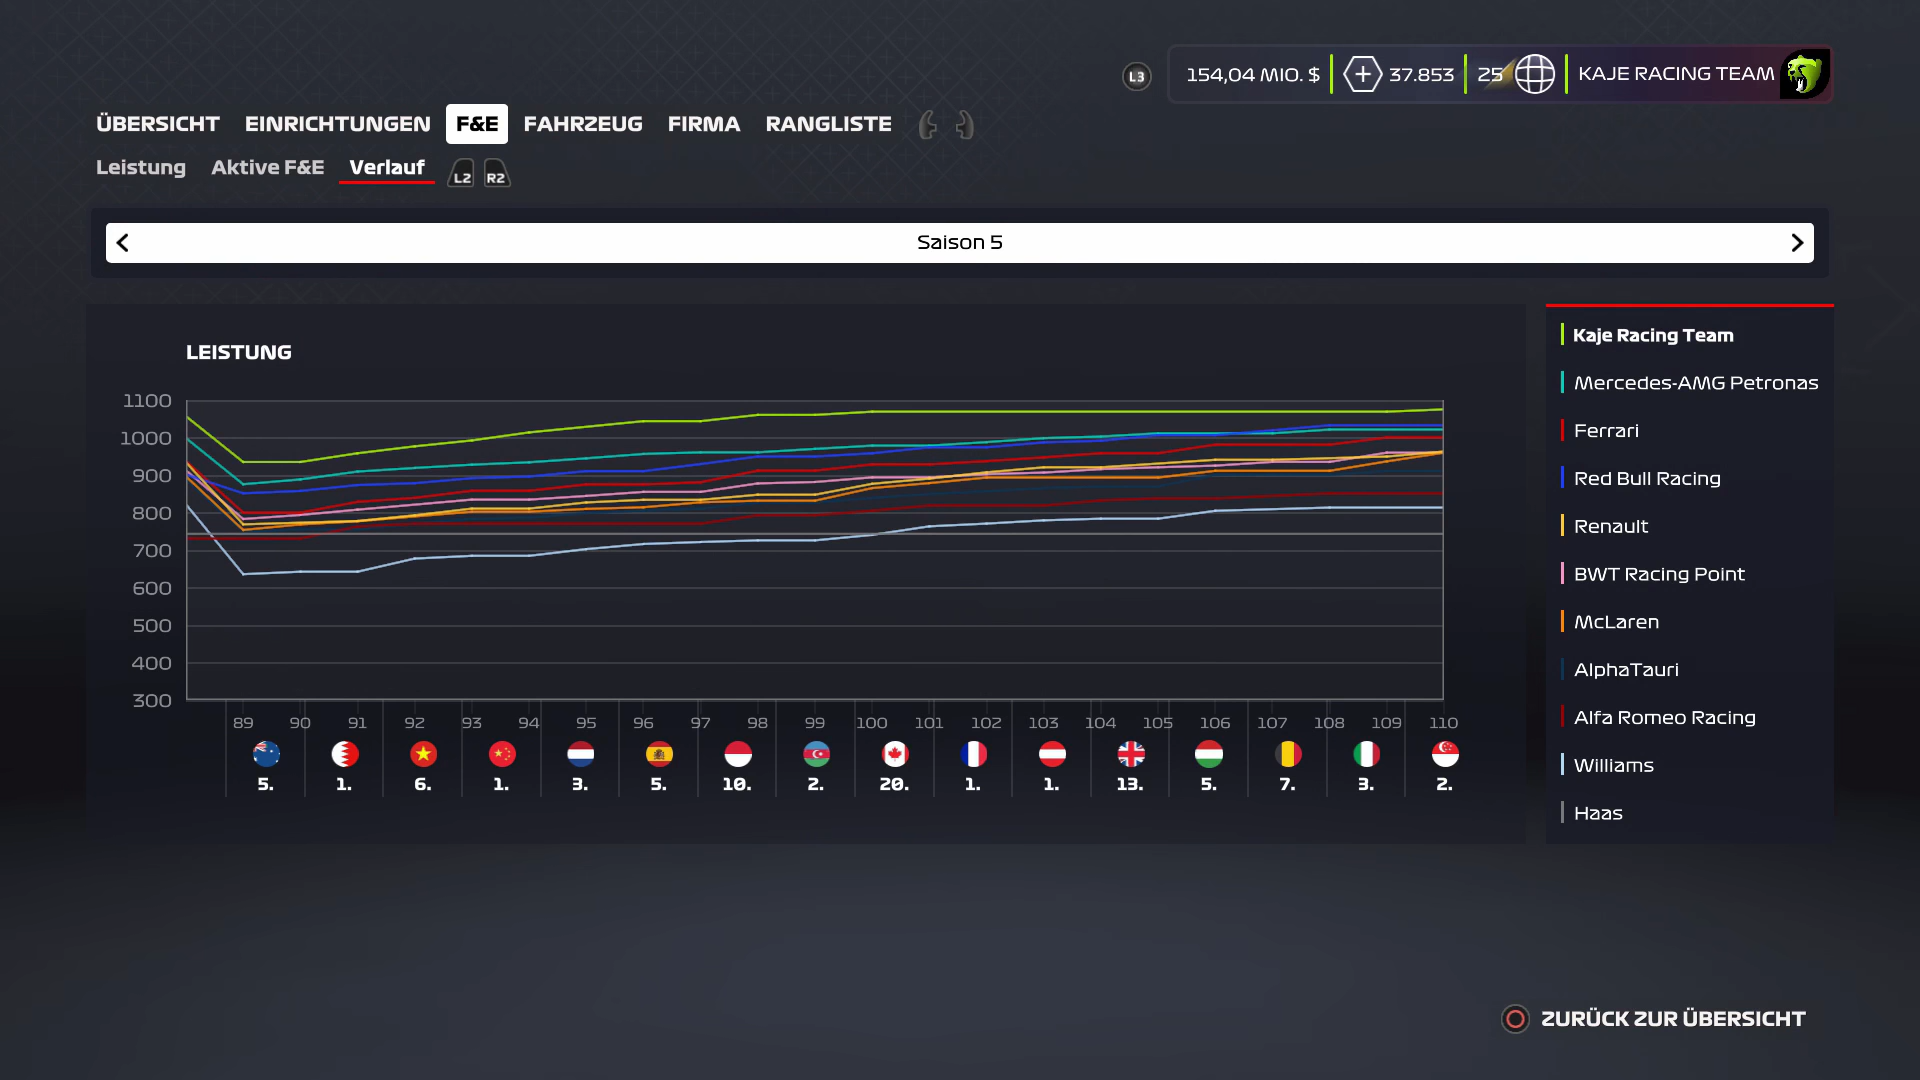 L3 154,04 MIO. $ 37.853 25 KAJE RACING TEAM
ÜBERSICHT EINRICHTUNGEN F&E FAHRZEUG FIRMA RANGLISTE
Leistung Aktive F&E Verlauf L2 R2
Saison 5
LEISTUNG
1100
1000
900
800
700
600
500
400
300
89 90 91 92 93 94 95 96 97 98 99 100 101 102 103 104 105 106 107 108 109 110
5. 1. 6. 1. 3. 5. 10. 2. 20. 1. 1. 13. 5. 7. 3. 2.
Kaje Racing Team
Mercedes-AMG Petronas
Ferrari
Red Bull Racing
Renault
BWT Racing Point
McLaren
AlphaTauri
Alfa Romeo Racing
Williams
Haas
ZURÜCK ZUR ÜBERSICHT